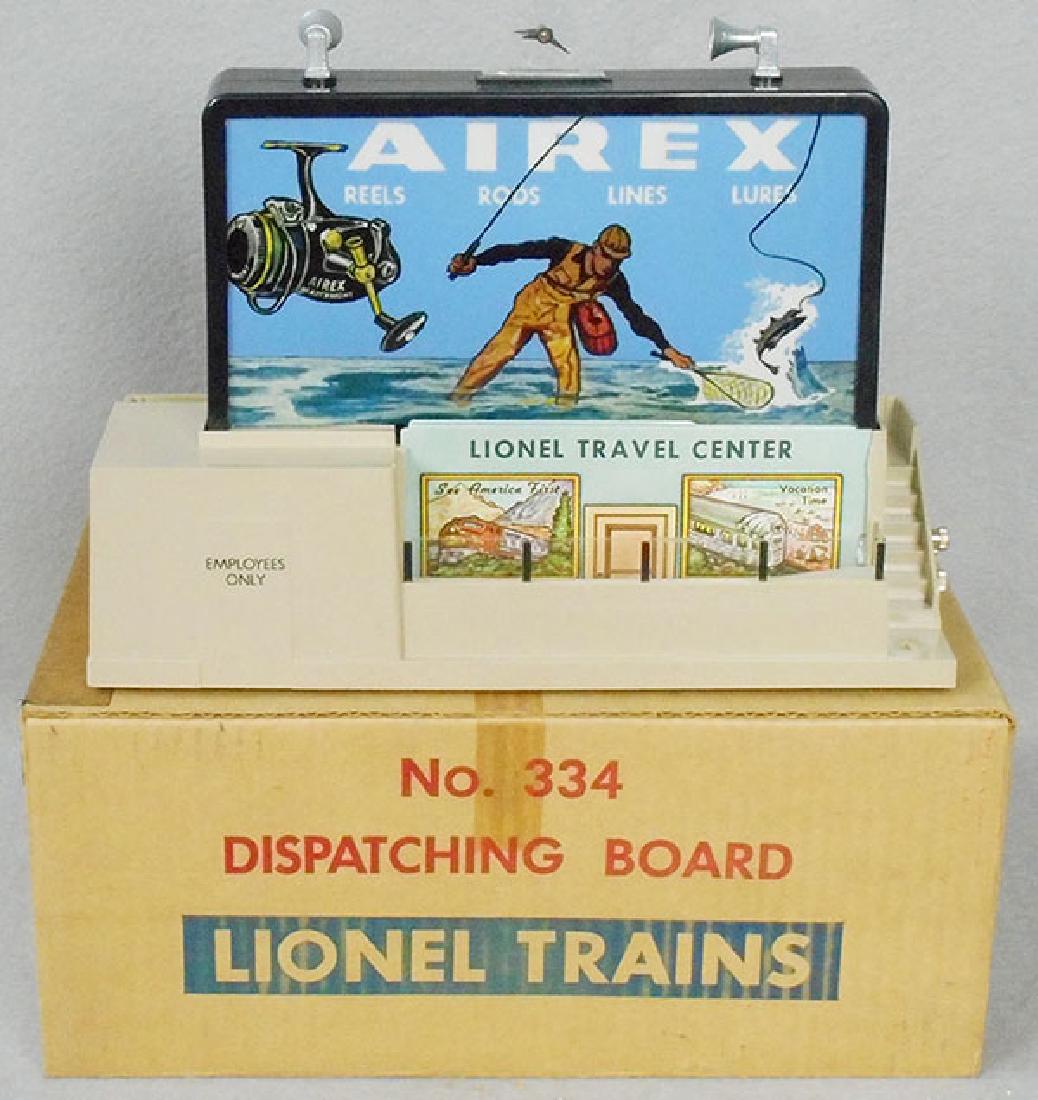 AIREX
REELS RODS LINES LURES
AIREX
LIONEL TRAVEL CENTER
See America First
Vacation
Time
EMPLOYEES
ONLY
No. 334
DISPATCHING BOARD
LIONEL TRAINS